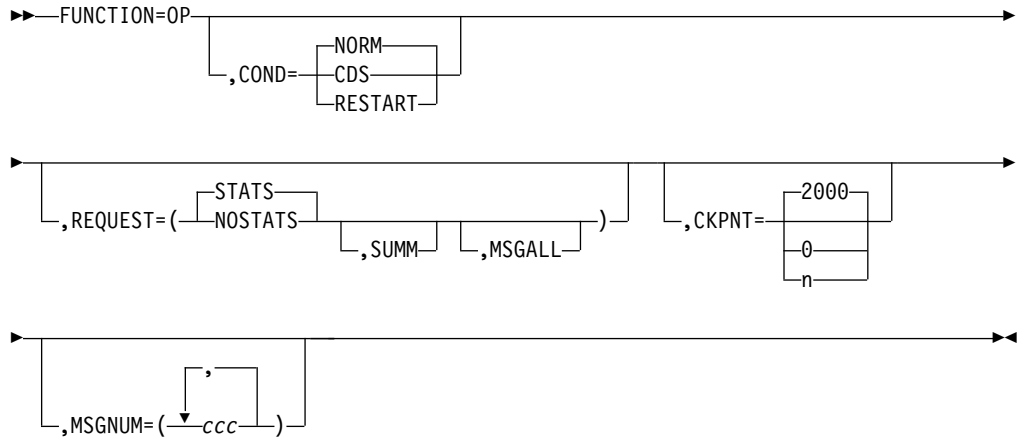 FUNCTION=OP
NORM
,COND= CDS
RESTART
STATS
,REQUEST=( NOSTATS )
,SUMM ,MSGALL
2000
,CKPNT= 0
n
,
,MSGNUM=( ccc )